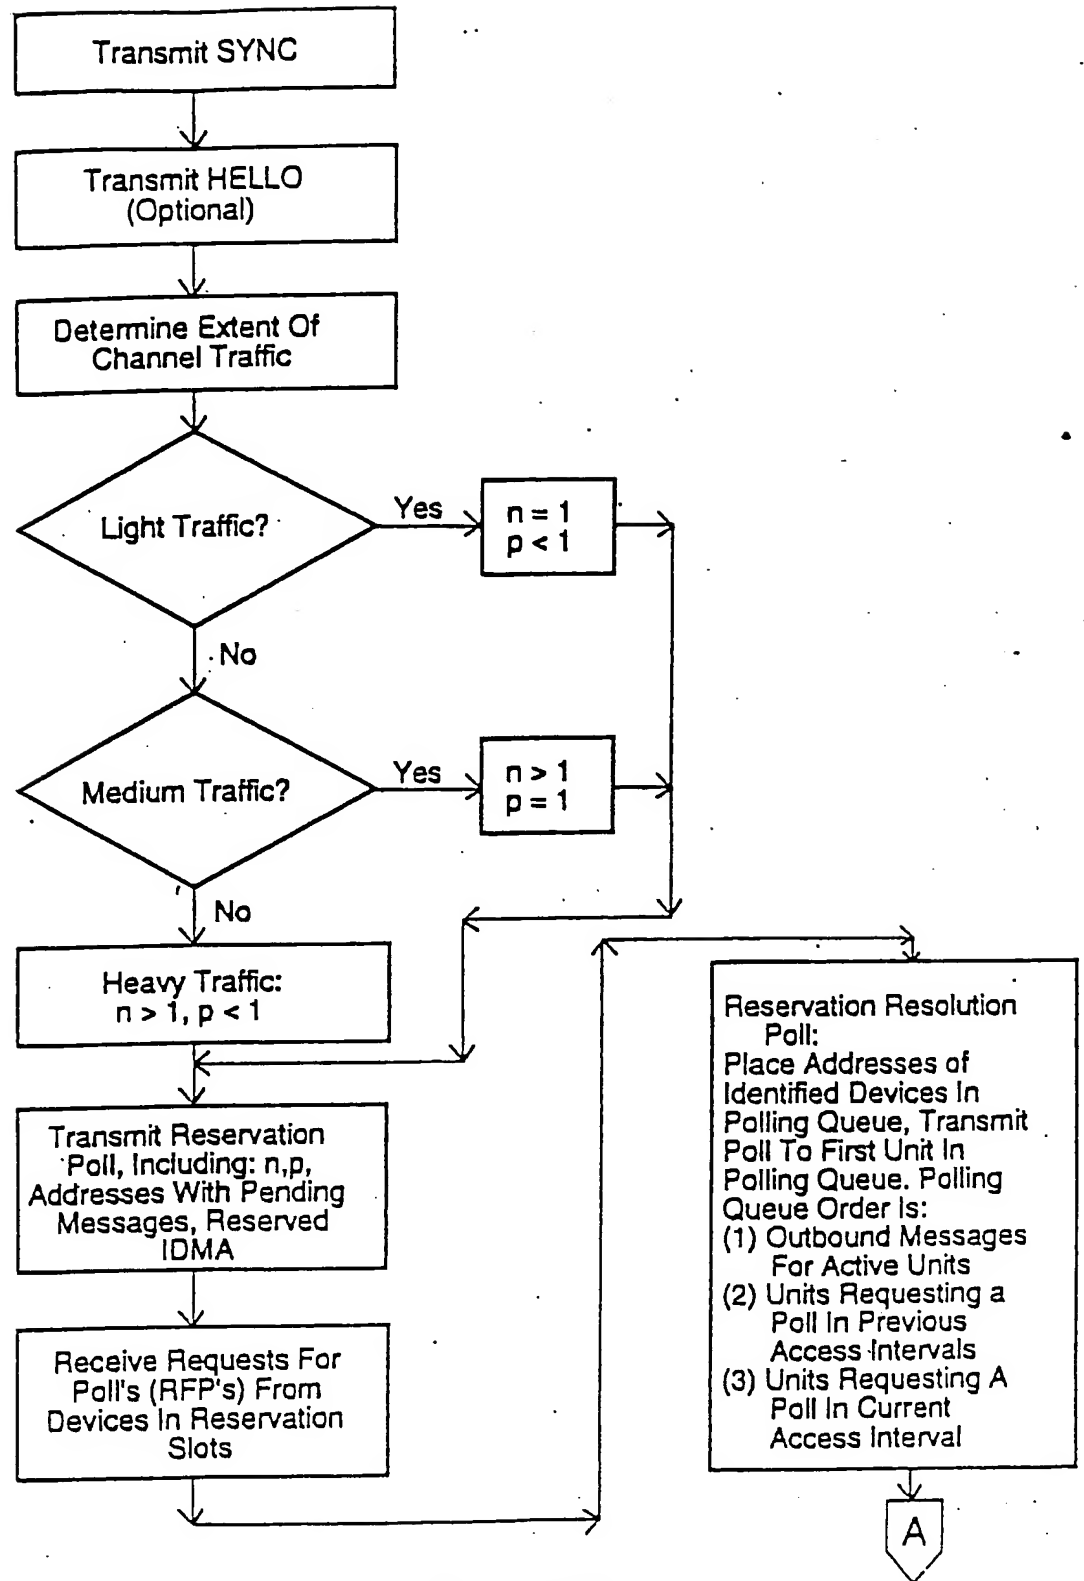 Transmit SYNC
Transmit HELLO
(Optional)
Determine Extent Of
Channel Traffic
Light Traffic?
Yes
n = 1
p < 1
No
Medium Traffic?
Yes
n > 1
p = 1
No
Heavy Traffic:
n > 1, p < 1
Transmit Reservation
Poll, Including: n,p,
Addresses With Pending
Messages, Reserved
IDMA
Receive Requests For
Poll's (RFP's) From
Devices In Reservation
Slots
Reservation Resolution
Poll:
Place Addresses of
Identified Devices In
Polling Queue, Transmit
Poll To First Unit In
Polling Queue. Polling
Queue Order Is:
(1) Outbound Messages
For Active Units
(2) Units Requesting a
Poll In Previous
Access Intervals
(3) Units Requesting A
Poll In Current
Access Interval
A